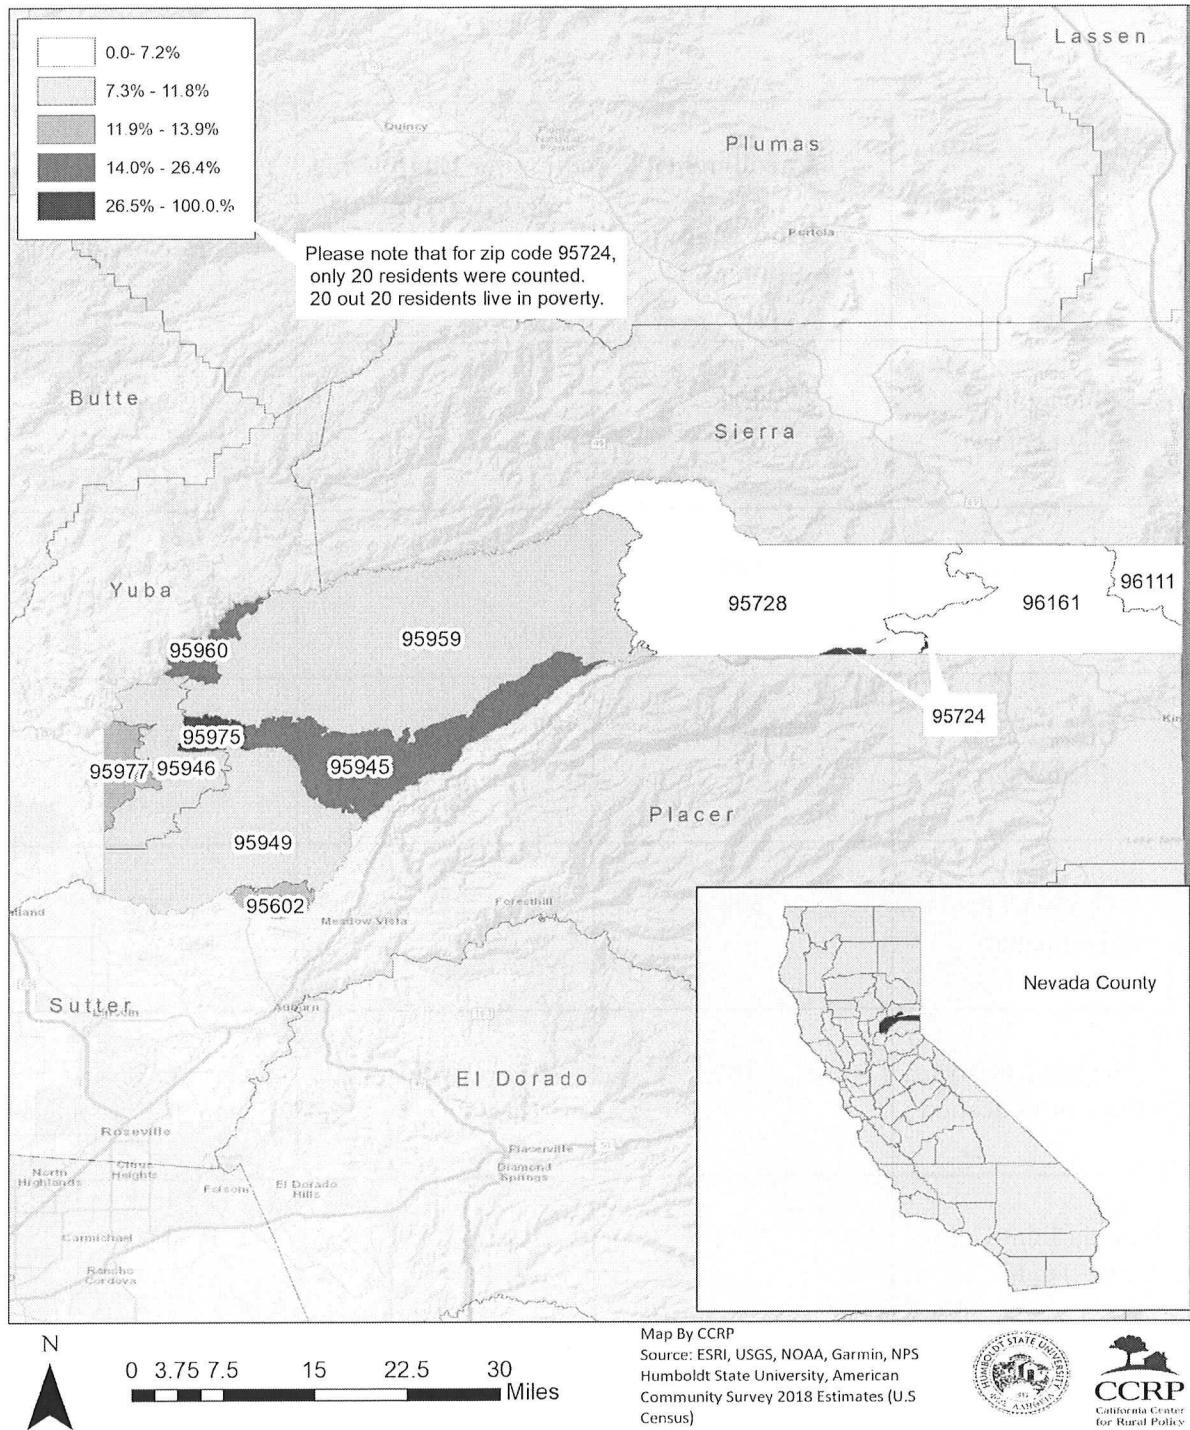 0.0- 7.2%
7.3% - 11.8%
11.9% - 13.9%
14.0% - 26.4%
26.5% - 100.0.%
Please note that for zip code 95724,
only 20 residents were counted.
20 out 20 residents live in poverty.
Lassen
Quincy
Plumas
Portola
Butte
Sierra
Yuba
95960
95959
95728
96161
96111
95724
95975
95977
95946
95945
95949
95602
Placer
Meadow Vista
Foresthill
Sutter
Lincoln
Auburn
El Dorado
Roseville
North
Highlands
Citrus
Heights
Folsom
El Dorado
Hills
Placerville
Diamond
Springs
Carmichael
Rancho
Cordova
Nevada County
N
0 3.75 7.5 15 22.5 30
Miles
Map By CCRP
Source: ESRI, USGS, NOAA, Garmin, NPS
Humboldt State University, American
Community Survey 2018 Estimates (U.S
Census)
HUMBOLDT STATE UNIVERSITY
CCRP
California Center
for Rural Policy